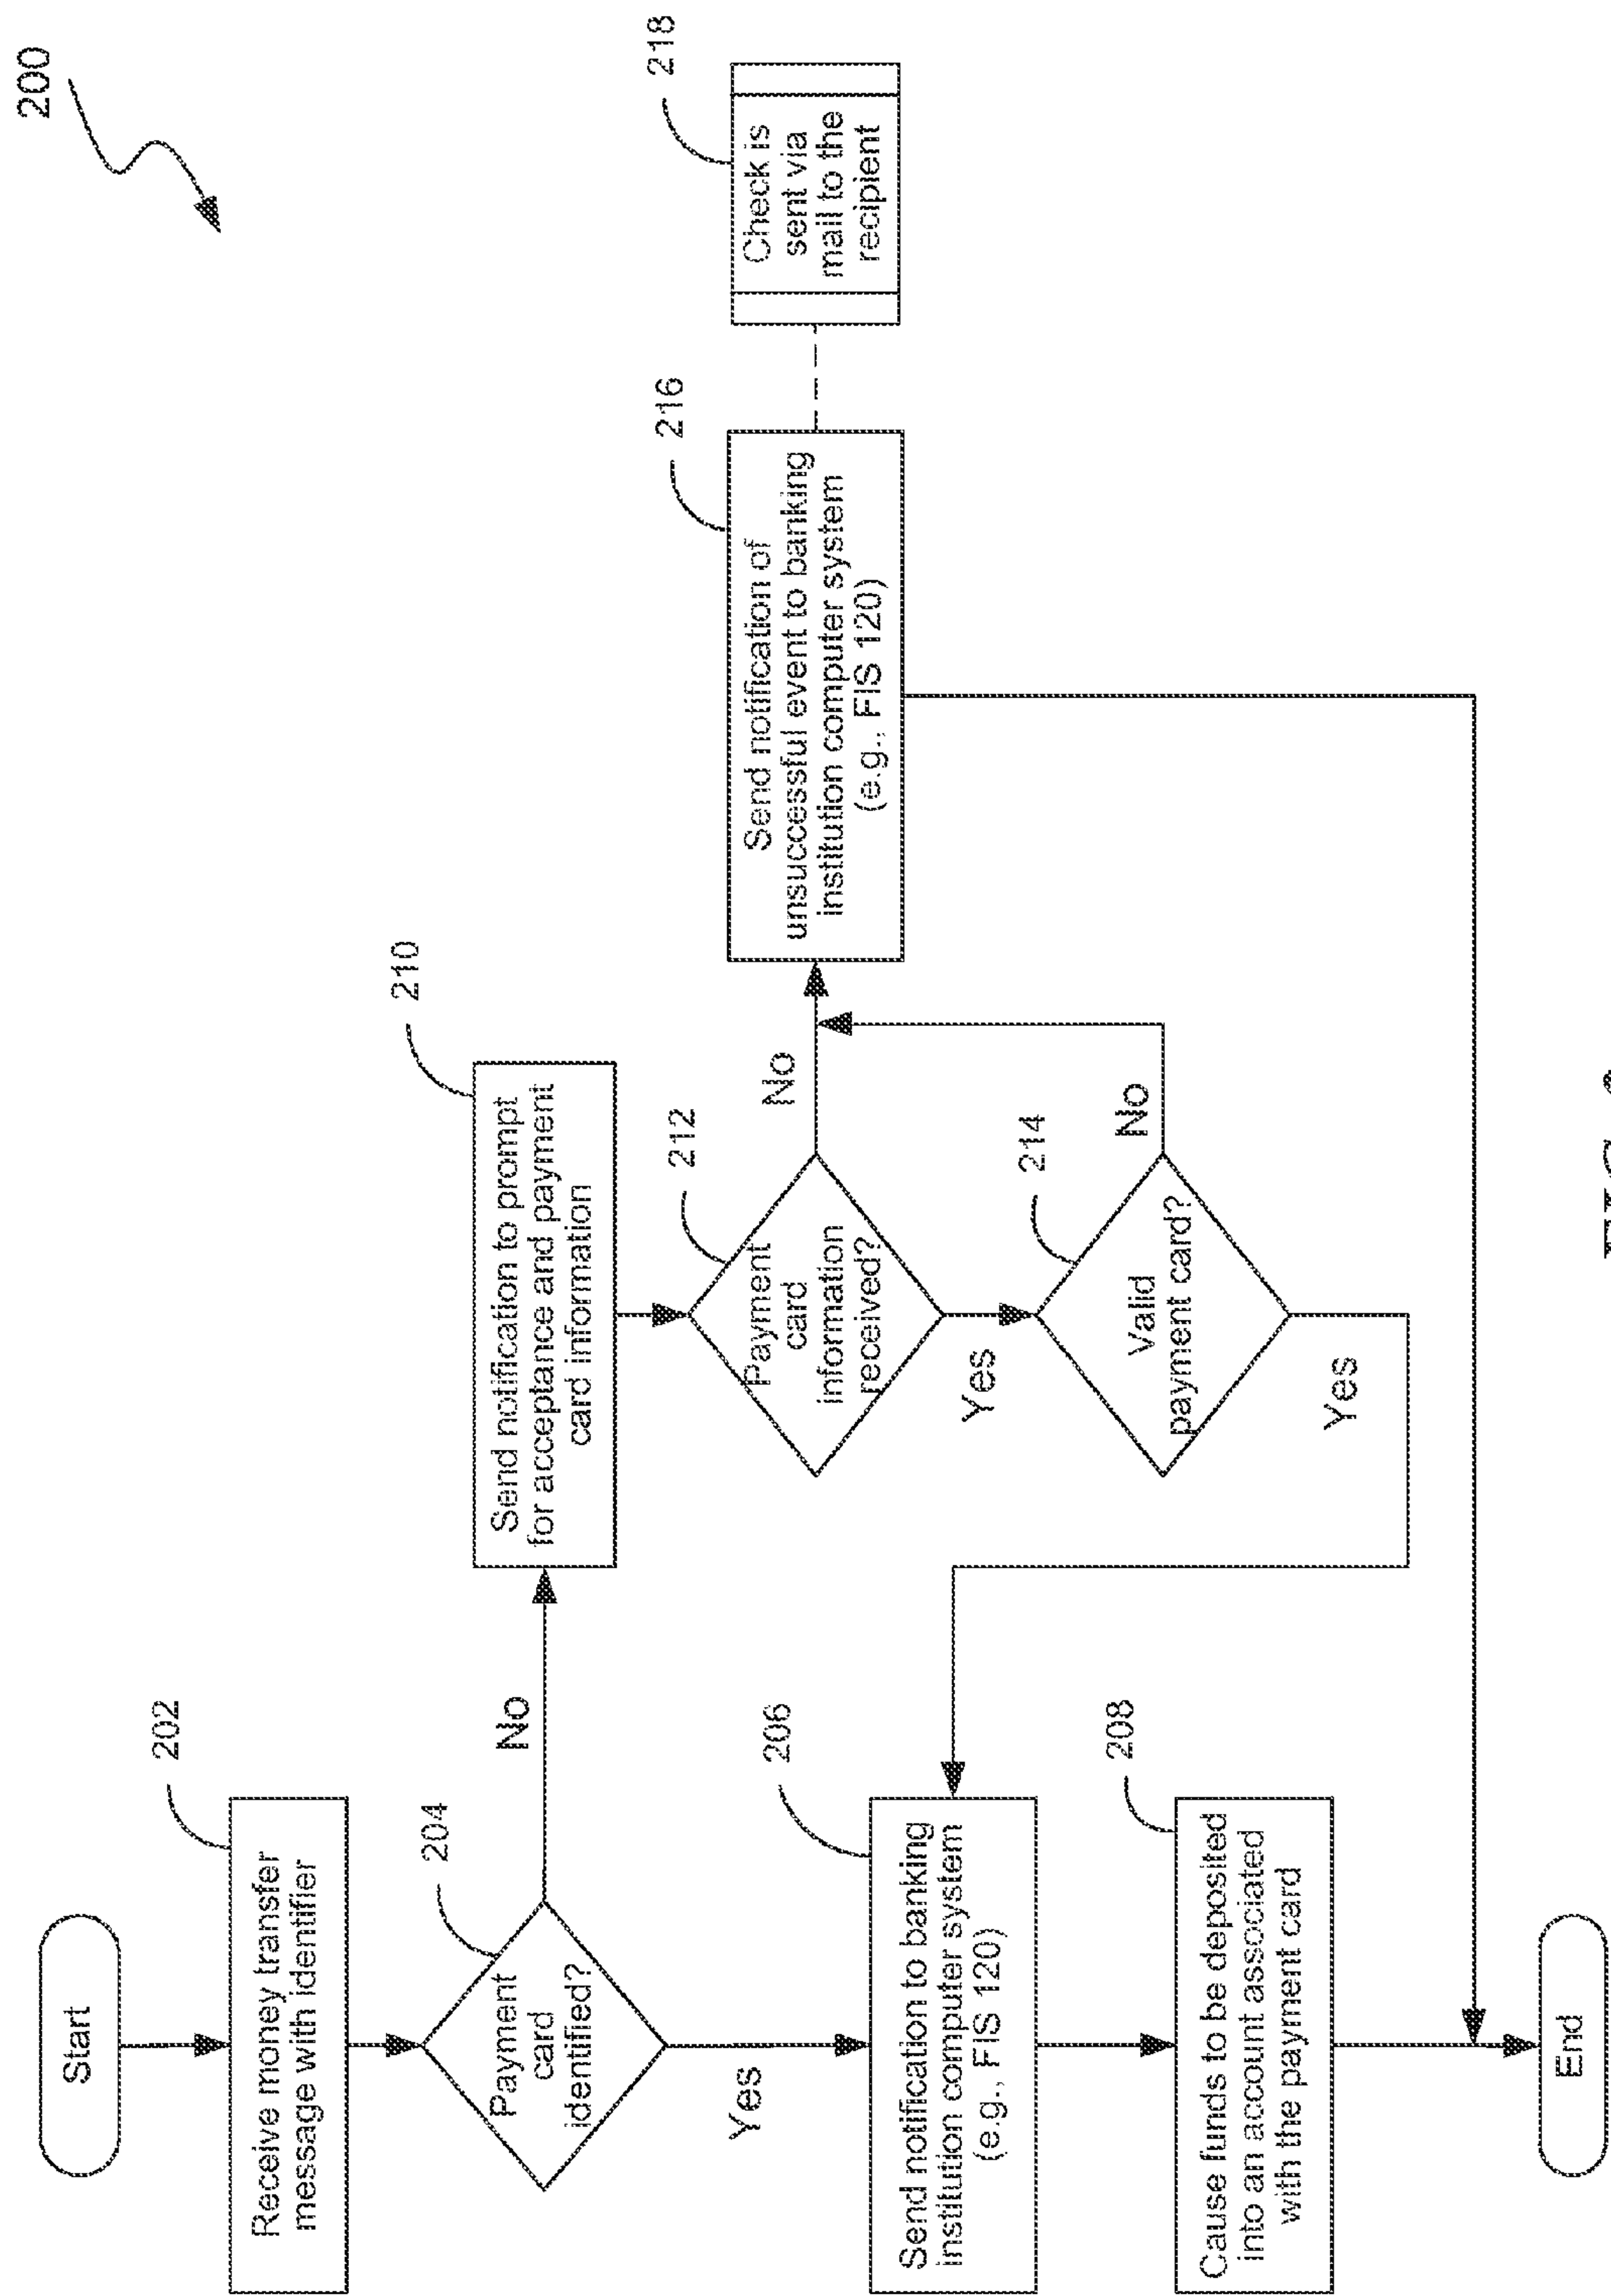 200
Start
202
Receive money transfer
message with identifier
204
Payment
card
identified?
No
Yes
206
Send notification to banking
institution computer system
(e.g., FIS 120)
208
Cause funds to be deposited
into an account associated
with the payment card
End
210
Send notification to prompt
for acceptance and payment
card information
212
Payment
card
information
received?
No
Yes
214
Valid
payment card?
No
Yes
216
Send notification of
unsuccessful event to banking
institution computer system
(e.g., FIS 120)
218
Check is
sent via
mail to the
recipient